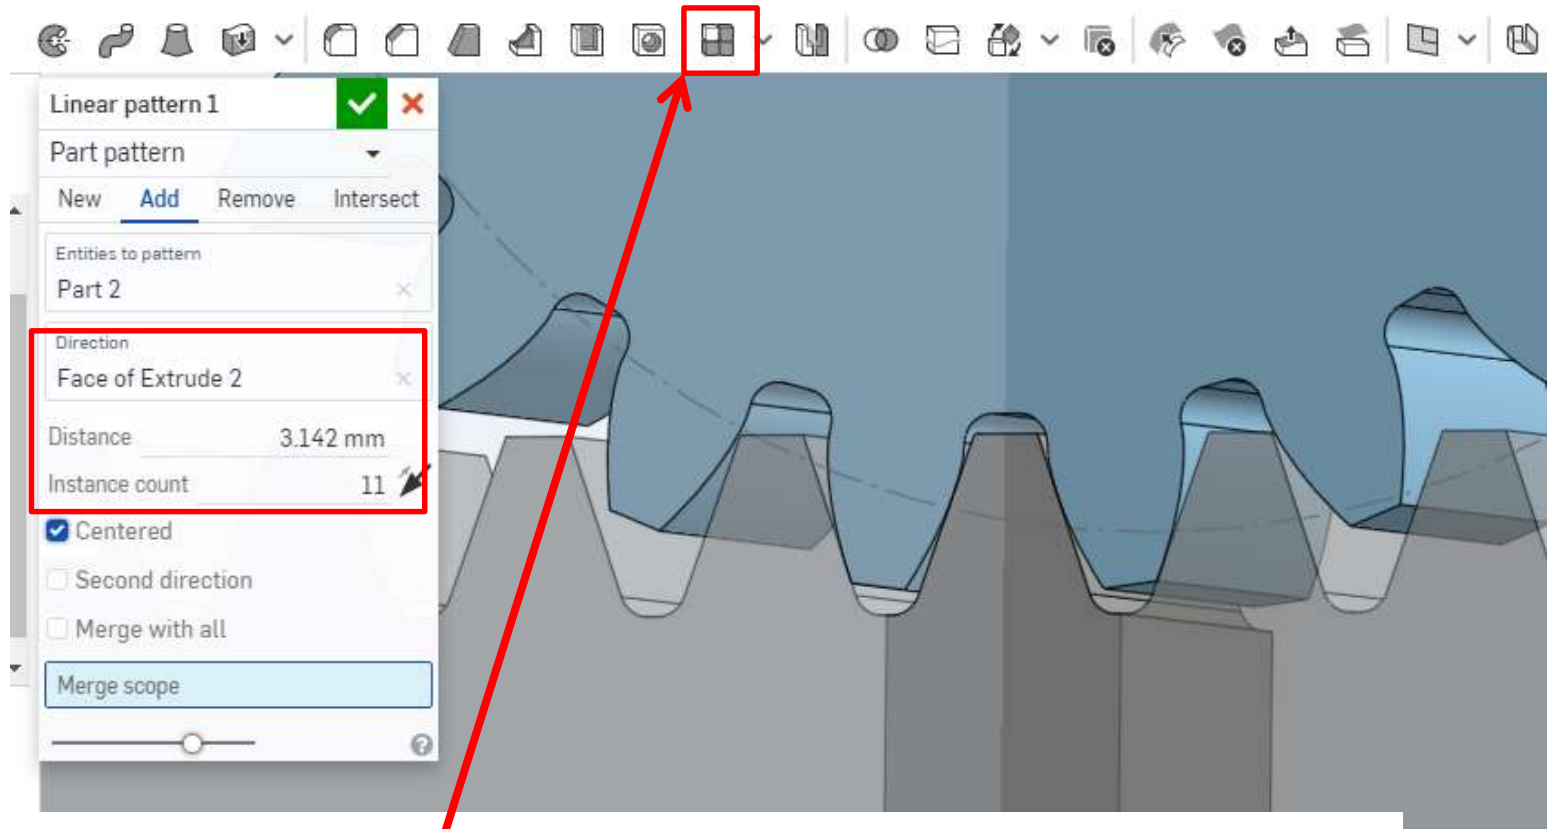 Linear pattern 1
Part pattern
New Add Remove Intersect
Entities to pattern
Part 2
Direction
Face of Extrude 2
Distance 3.142 mm
Instance count 11
Centered
Second direction
Merge with all
Merge scope